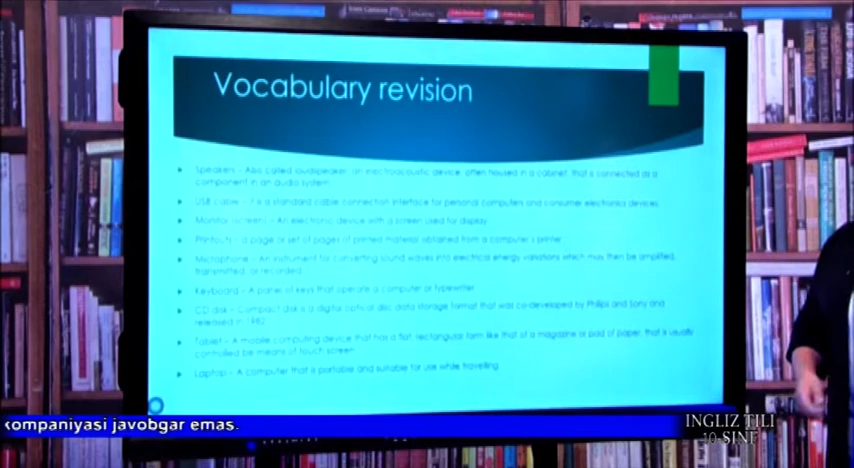 Vocabulary revision
Speakers – Also called loudspeaker, an electroacoustic device, often housed in a cabinet, that is connected as a
component in an audio system
USB cable – It is a standard cable connection interface for personal computers and consumer electronics devices.
Monitor (screen) – An electronic device with a screen used for display
Printouts – a page or set of pages of printed material obtained from a computer's printer
Microphone – An instrument for converting sound waves into electrical energy variations which may then be amplified,
transmitted, or recorded
Keyboard – A panel of keys that operate a computer or typewriter
CD disk – Compact disk is a digital optical disc data storage format that was co-developed by Philips and Sony and
released in 1982
Tablet – A mobile computing device that has a flat, rectangular form like that of a magazine or pad of paper, that is usually
controlled be means of touch screen
Laptop – A computer that is portable and suitable for use while travelling
kompaniyasi javobgar emas.
INGLIZ TILI
10-SINF